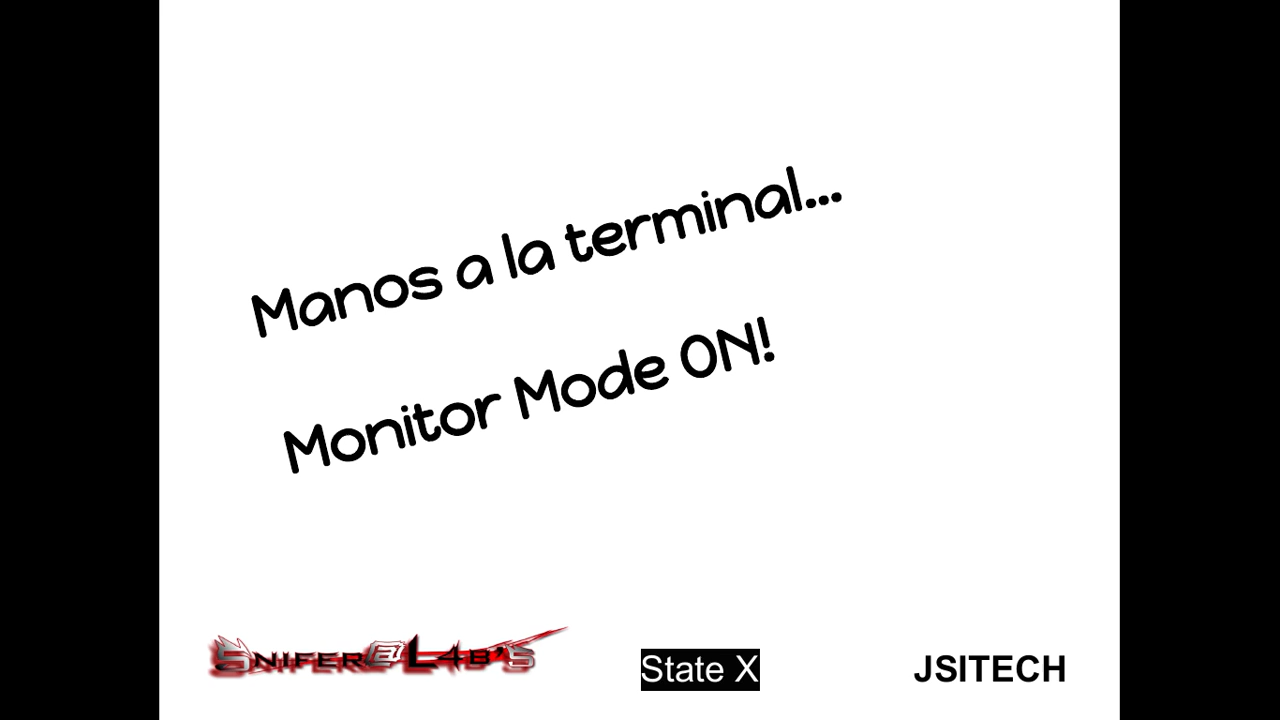 Manos a la terminal...
Monitor Mode ON!
Snifer@L4b's
State X
JSITECH